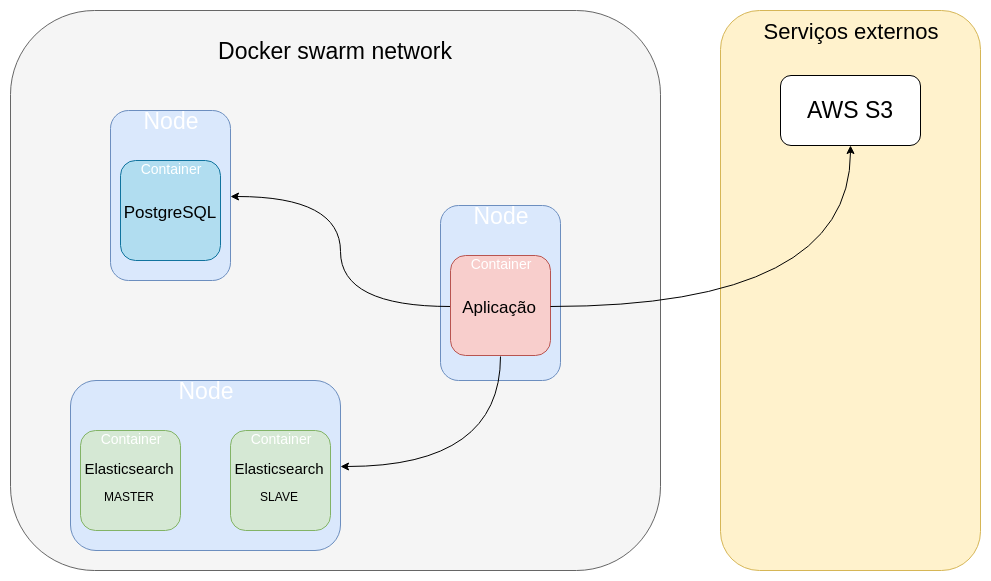 Docker swarm network
Node
Container
PostgreSQL
Node
Container
Aplicação
Node
Container
Elasticsearch
MASTER
Container
Elasticsearch
SLAVE
Serviços externos
AWS S3